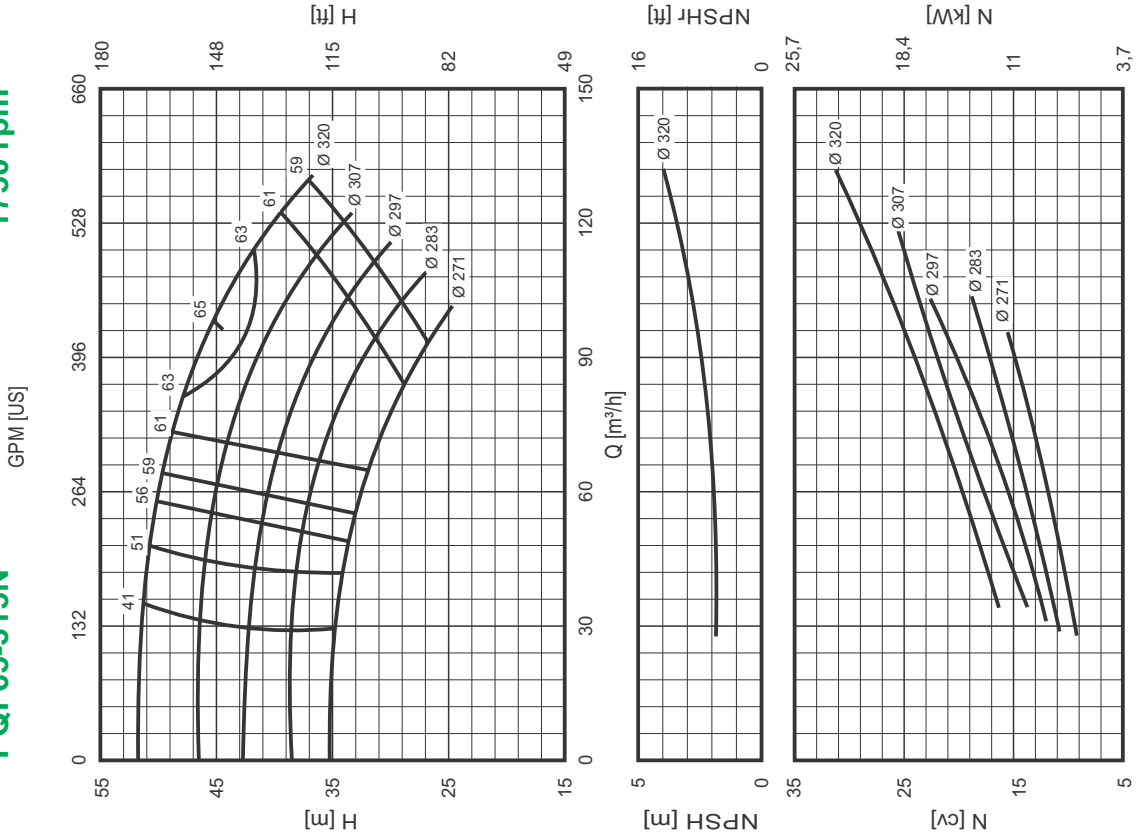 1750 rpm
GPM [US]
0 132 264 396 528 660
H [m]
55
45
35
25
15
H [ft]
180
148
115
82
49
41
51
56
59
61
63
65
63
61
59
Ø 320
Ø 307
Ø 297
Ø 283
Ø 271
0 30 60 90 120 150
Q [m³/h]
NPSH [m]
5
0
NPSHr [ft]
16
0
Ø 320
N [cv]
35
25
15
5
N [kW]
25,7
18,4
11
3,7
Ø 320
Ø 307
Ø 297
Ø 283
Ø 271